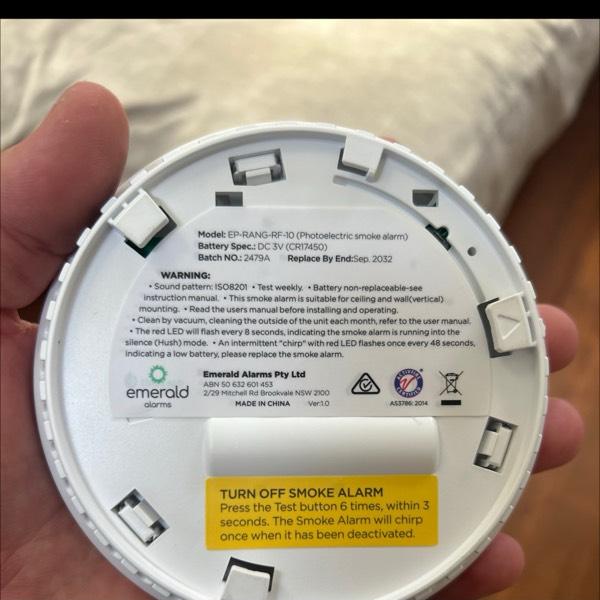 Model: EP-RANG-RF-10 (Photoelectric smoke alarm)
Battery Spec.: DC 3V (CR17450)
Batch NO.: 2479A Replace By End:Sep. 2032
WARNING:
• Sound pattern: ISO8201 • Test weekly. • Battery non-replaceable-see
instruction manual. • This smoke alarm is suitable for ceiling and wall(vertical)
mounting. • Read the users manual before installing and operating.
• Clean by vacuum, cleaning the outside of the unit each month, refer to the user manual.
• The red LED will flash every 8 seconds, indicating the smoke alarm is running into the
silence (Hush) mode. • An intermittent "chirp" with red LED flashes once every 48 seconds,
indicating a low battery, please replace the smoke alarm.
emerald
alarms
Emerald Alarms Pty Ltd
ABN 50 632 601 453
2/29 Mitchell Rd Brookvale NSW 2100
MADE IN CHINA Ver:1.0
ACTIVFIRE
CERTIFIED
AS3786: 2014
TURN OFF SMOKE ALARM
Press the Test button 6 times, within 3
seconds. The Smoke Alarm will chirp
once when it has been deactivated.